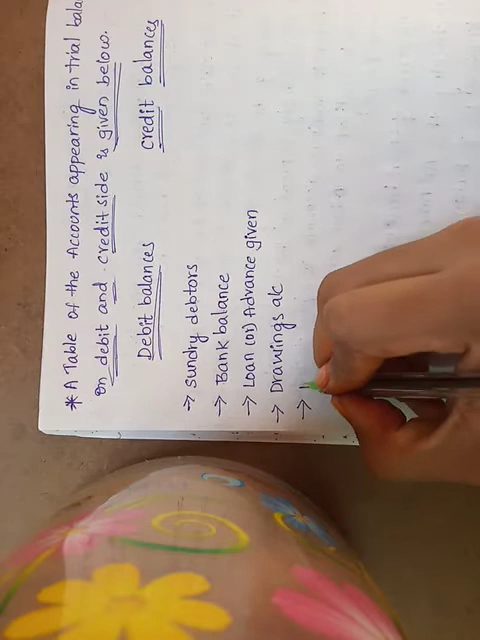 * A Table of the Accounts appearing in trial
on debit and credit side is given below.
Debit balances credit balances
→ sundry debtors
→ Bank balance
→ Loan (or) Advance given
→ Drawings a/c
→